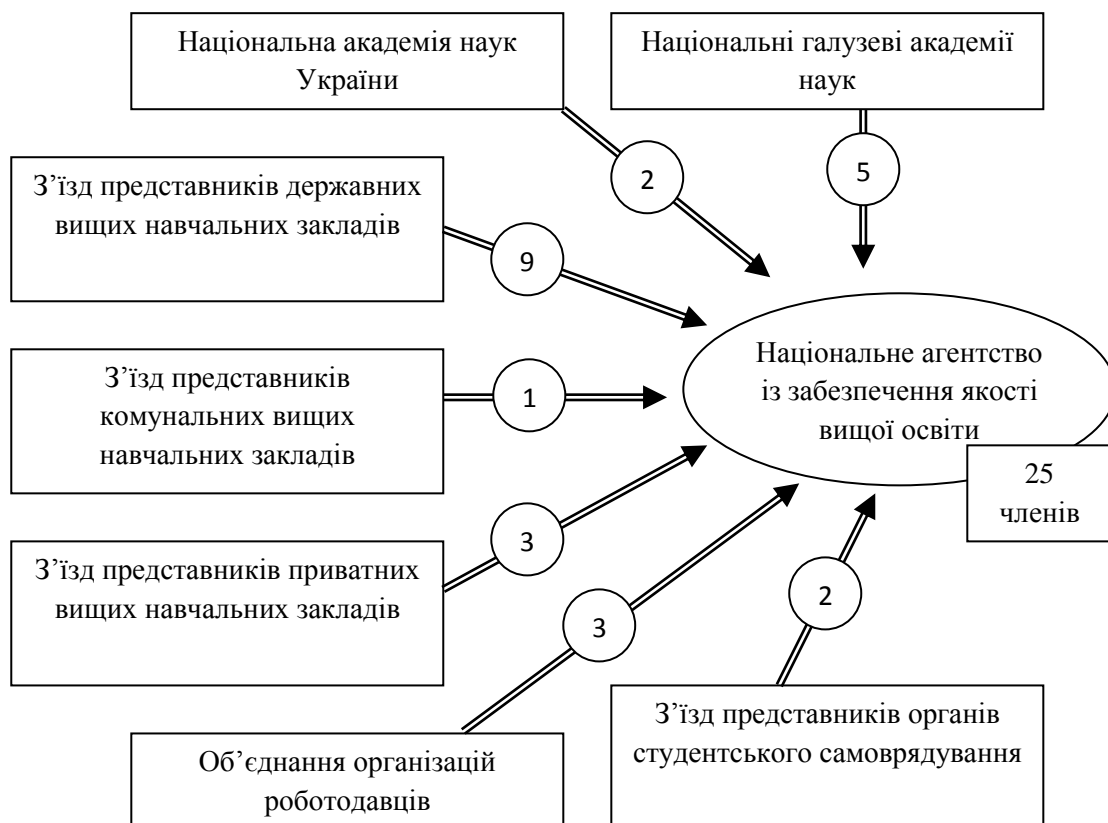 Національна академія наук
України
Національні галузеві академії
наук
2
5
З’їзд представників державних
вищих навчальних закладів
9
Національне агентство
із забезпечення якості
вищої освіти
З’їзд представників
комунальних вищих
навчальних закладів
1
25
членів
З’їзд представників приватних
вищих навчальних закладів
3
3
2
З’їзд представників органів
студентського самоврядування
Об’єднання організацій
роботодавців